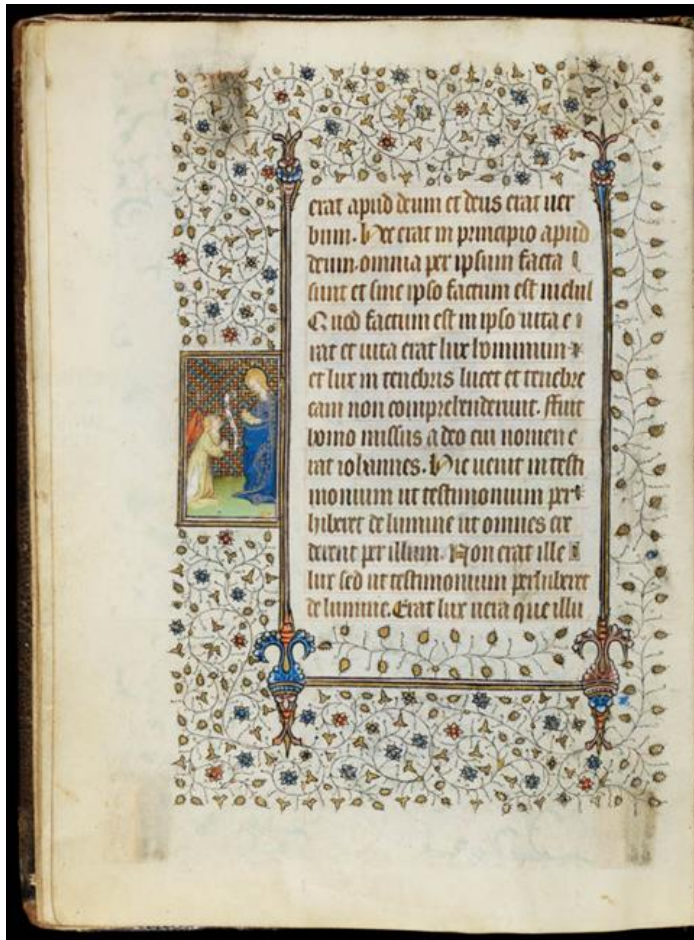 erat apud deum et deus erat uer
bum. Hoc erat in principio apud
deum. omnia per ipsum facta
sunt et sine ipso factum est nichil
Quod factum est in ipso uita e
rat et uita erat lux hominum
et lux in tenebris lucet et tenebre
eam non comprehenderunt. ffuit
homo missus a deo cui nomen e
rat iohannes. Hic uenit in testi
monium ut testimonium per
hiberet de lumine ut omnes cre
derent per illum. Non erat ille
lux sed ut testimonium perhiberet
de lumine. Erat lux uera que illu